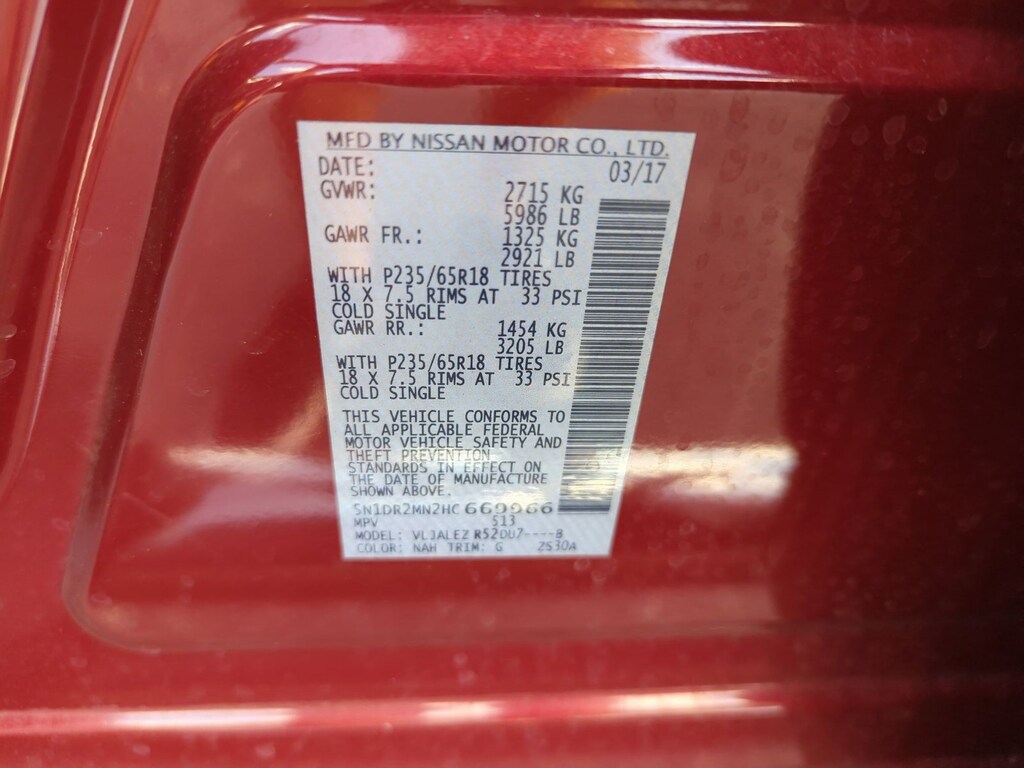 MFD BY NISSAN MOTOR CO., LTD.
DATE: 03/17
GVWR: 2715 KG
5986 LB
GAWR FR.: 1325 KG
2921 LB
WITH P235/65R18 TIRES
18 X 7.5 RIMS AT 33 PSI
COLD SINGLE
GAWR RR.: 1454 KG
3205 LB
WITH P235/65R18 TIRES
18 X 7.5 RIMS AT 33 PSI
COLD SINGLE
THIS VEHICLE CONFORMS TO
ALL APPLICABLE FEDERAL
MOTOR VEHICLE SAFETY AND
THEFT PREVENTION
STANDARDS IN EFFECT ON
THE DATE OF MANUFACTURE
SHOWN ABOVE.
5N1DR2MN2HC
MPV 513
MODEL:
COLOR: NAH TRIM: G